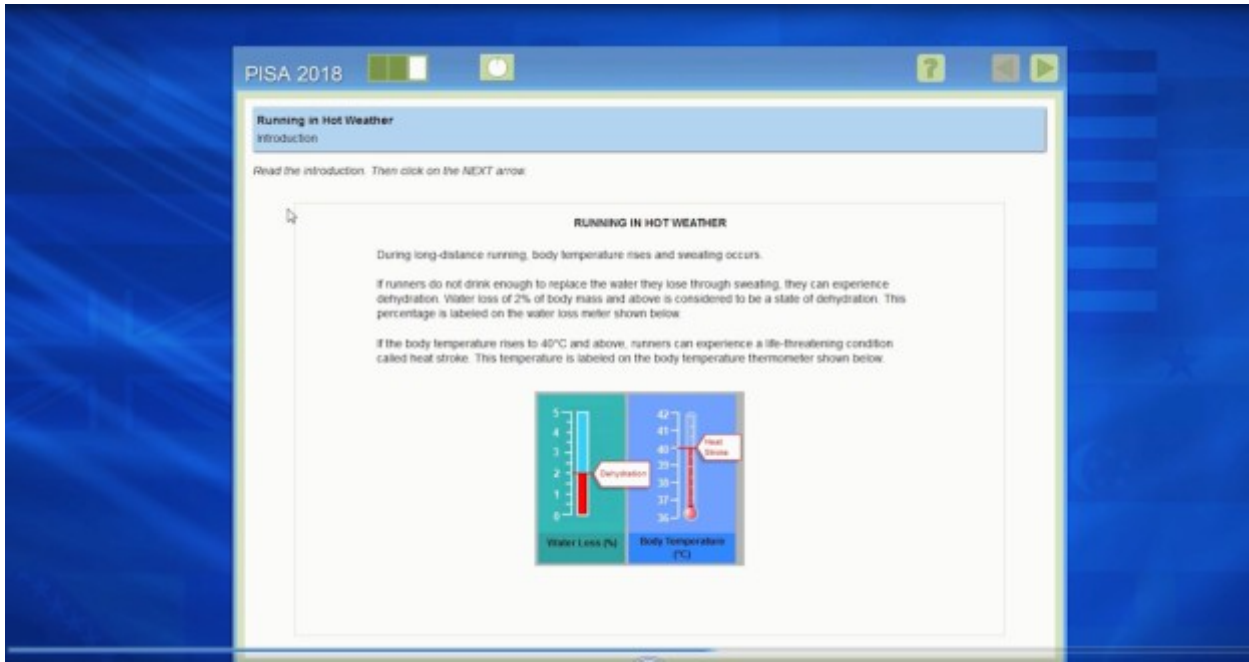 PISA 2018
?
Running in Hot Weather
Introduction
Read the introduction. Then click on the NEXT arrow.
RUNNING IN HOT WEATHER
During long-distance running, body temperature rises and sweating occurs.
If runners do not drink enough to replace the water they lose through sweating, they can experience
dehydration. Water loss of 2% of body mass and above is considered to be a state of dehydration. This
percentage is labeled on the water loss meter shown below.
If the body temperature rises to 40°C and above, runners can experience a life-threatening condition
called heat stroke. This temperature is labeled on the body temperature thermometer shown below.
5
4
3
2
1
0
Dehydration
Water Loss (%)
42
41
40
39
38
37
36
Heat
Stroke
Body Temperature
(°C)